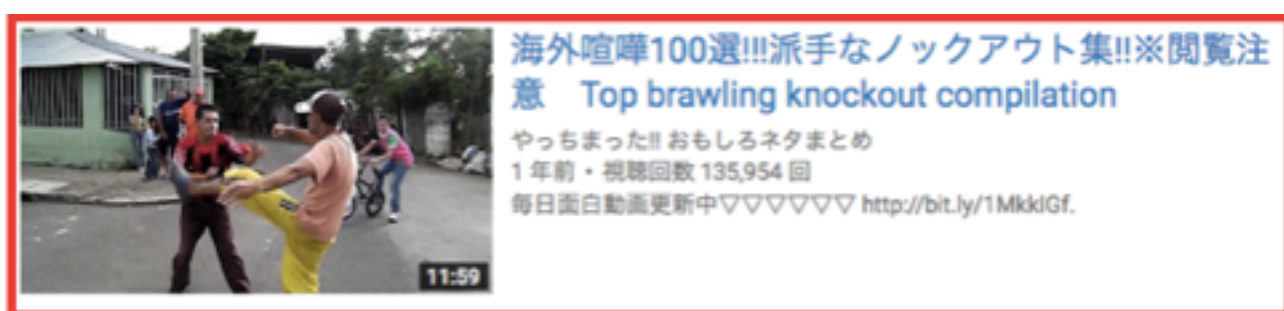 海外喧嘩100選!!!派手なノックアウト集!!※閲覧注
意　Top brawling knockout compilation
やっちまった!! おもしろネタまとめ
1 年前・視聴回数 135,954 回
毎日面白動画更新中▽▽▽▽▽▽ http://bit.ly/1MkkIGf.
11:59